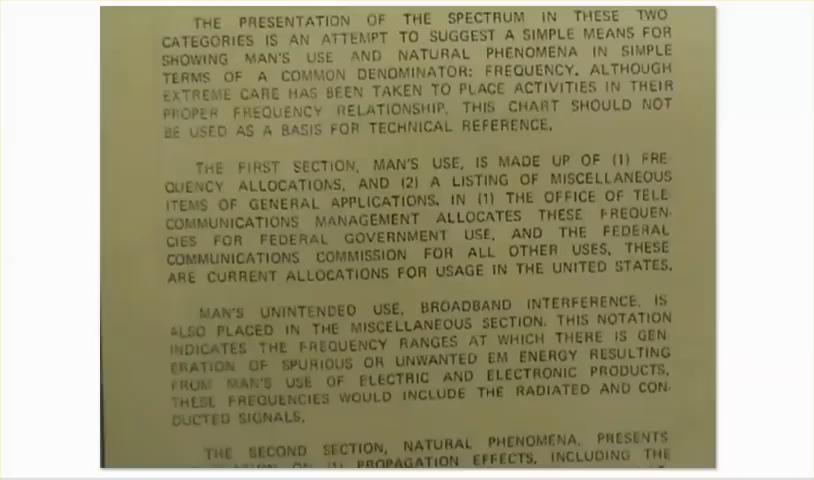 THE PRESENTATION OF THE SPECTRUM IN THESE TWO
CATEGORIES IS AN ATTEMPT TO SUGGEST A SIMPLE MEANS FOR
SHOWING MAN'S USE AND NATURAL PHENOMENA IN SIMPLE
TERMS OF A COMMON DENOMINATOR: FREQUENCY. ALTHOUGH
EXTREME CARE HAS BEEN TAKEN TO PLACE ACTIVITIES IN THEIR
PROPER FREQUENCY RELATIONSHIP, THIS CHART SHOULD NOT
BE USED AS A BASIS FOR TECHNICAL REFERENCE.
THE FIRST SECTION, MAN'S USE, IS MADE UP OF (1) FRE-
QUENCY ALLOCATIONS, AND (2) A LISTING OF MISCELLANEOUS
ITEMS OF GENERAL APPLICATIONS. IN (1) THE OFFICE OF TELE-
COMMUNICATIONS MANAGEMENT ALLOCATES THESE FREQUEN-
CIES FOR FEDERAL GOVERNMENT USE, AND THE FEDERAL
COMMUNICATIONS COMMISSION FOR ALL OTHER USES. THESE
ARE CURRENT ALLOCATIONS FOR USAGE IN THE UNITED STATES.
MAN'S UNINTENDED USE, BROADBAND INTERFERENCE, IS
ALSO PLACED IN THE MISCELLANEOUS SECTION. THIS NOTATION
INDICATES THE FREQUENCY RANGES AT WHICH THERE IS GEN-
ERATION OF SPURIOUS OR UNWANTED EM ENERGY RESULTING
FROM MAN'S USE OF ELECTRIC AND ELECTRONIC PRODUCTS.
THESE FREQUENCIES WOULD INCLUDE THE RADIATED AND CON-
DUCTED SIGNALS.
THE SECOND SECTION, NATURAL PHENOMENA, PRESENTS
ON (1) PROPAGATION EFFECTS, INCLUDING THE